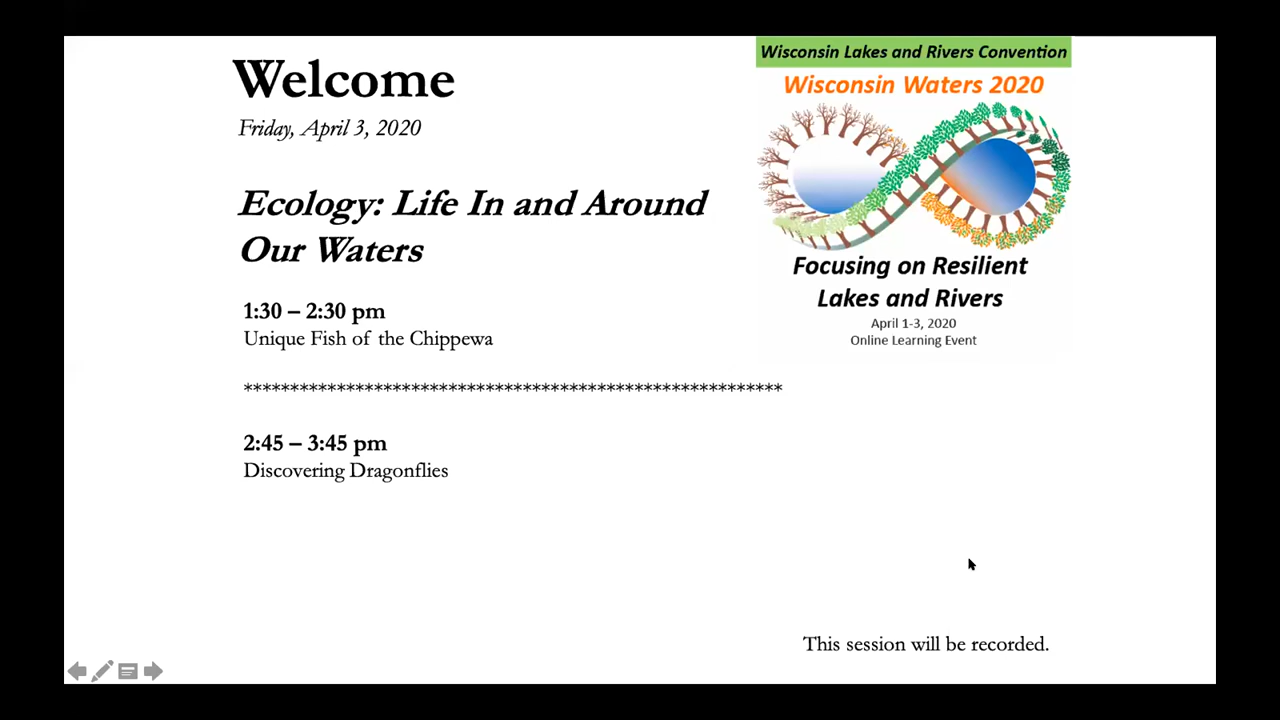 Welcome
Friday, April 3, 2020
Ecology: Life In and Around
Our Waters
1:30 – 2:30 pm
Unique Fish of the Chippewa
**********************************************************
2:45 – 3:45 pm
Discovering Dragonflies
Wisconsin Lakes and Rivers Convention
Wisconsin Waters 2020
Focusing on Resilient
Lakes and Rivers
April 1-3, 2020
Online Learning Event
This session will be recorded.